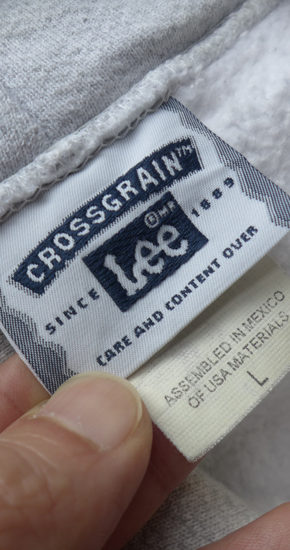 CROSSGRAIN™
®MR
Lee
SINCE 1889
CARE AND CONTENT OVER
ASSEMBLED IN MEXICO
OF USA MATERIALS
L